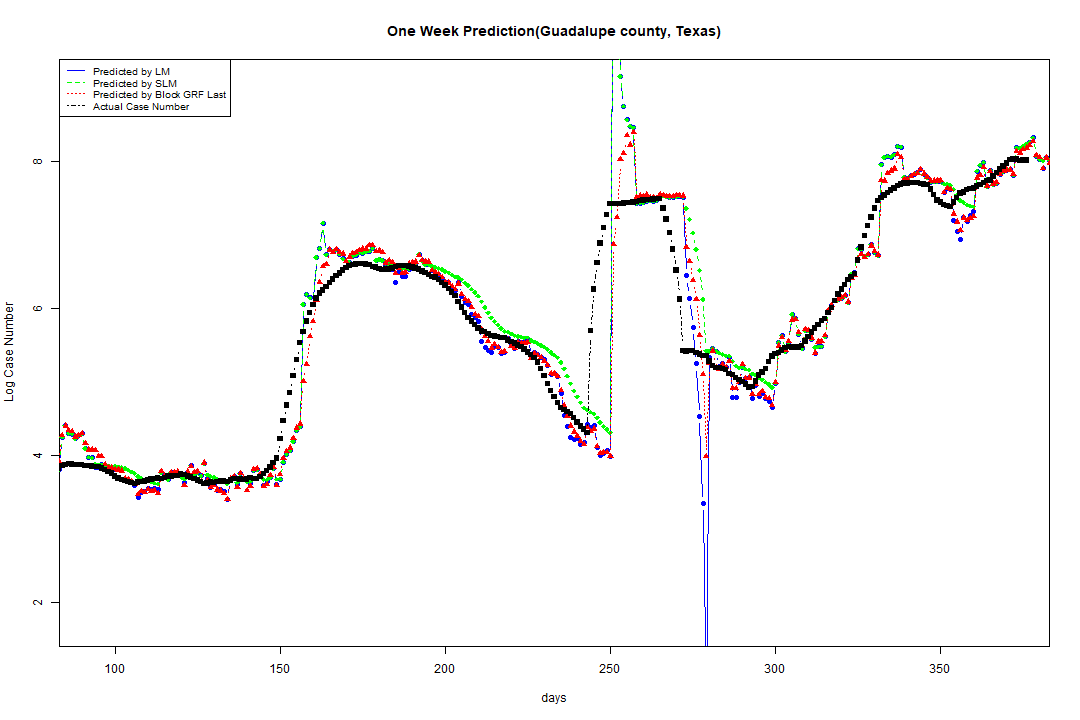 One Week Prediction(Guadalupe county, Texas)
Predicted by LM
Predicted by SLM
Predicted by Block GRF Last
Actual Case Number
Log Case Number
8
6
4
2
100 150 200 250 300 350
days